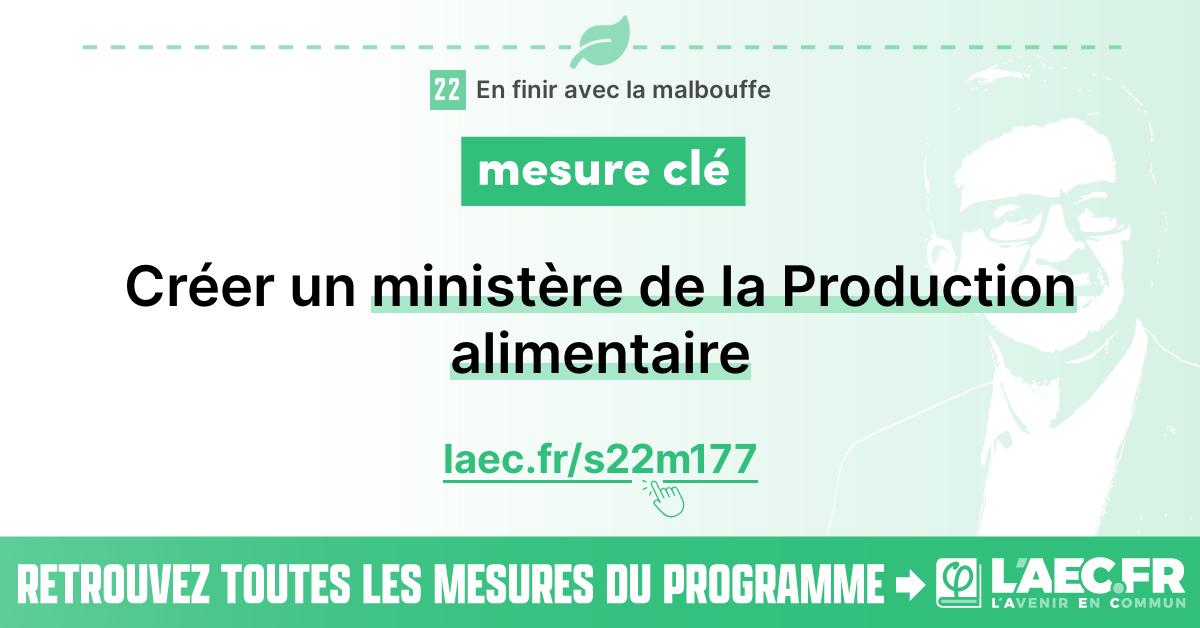 22 En finir avec la malbouffe
mesure clé
Créer un ministère de la Production
alimentaire
laec.fr/s22m177
RETROUVEZ TOUTES LES MESURES DU PROGRAMME
φ L'AEC.FR
L'AVENIR EN COMMUN